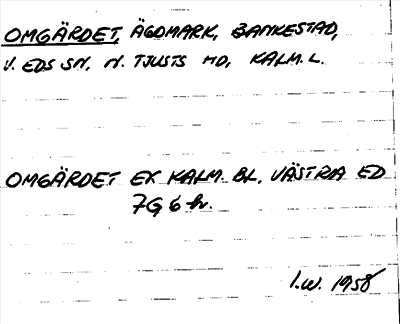 OMGÄRDET, ÄGOMARK, BANKESTAD,
V. EDS SN, N. TJUSTS HD, KALM. L.
OMGÄRDET EK KALM. BL. VÄSTRA ED
7G 6 h.
I.W. 1958